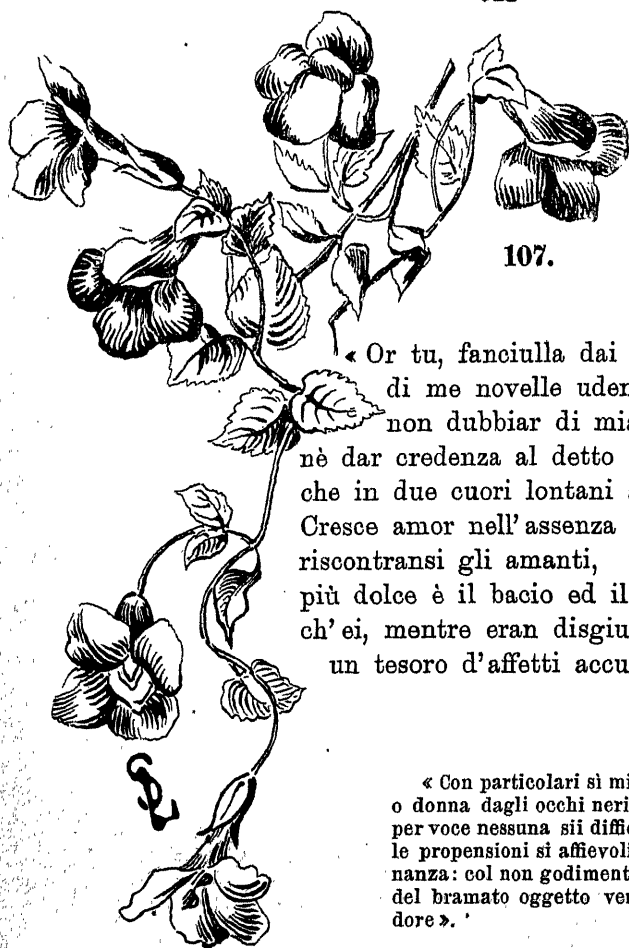 107.
« Or tu, fanciulla dai
di me novelle uden
non dubbiar di mia
nè dar credenza al detto
che in due cuori lontani
Cresce amor nell'assenza
riscontransi gli amanti,
più dolce è il bacio ed il
ch'ei, mentre eran disgiu
un tesoro d'affetti accu
« Con particolari sì mi
o donna dagli occhi neri
per voce nessuna sii diffi
le propensioni si affievoli
nanza: col non godiment
del bramato oggetto ven
dore ».